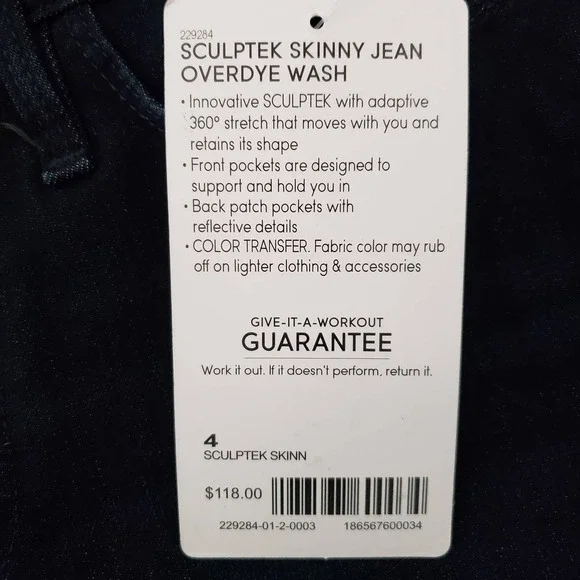 229284
SCULPTEK SKINNY JEAN
OVERDYE WASH
• Innovative SCULPTEK with adaptive
360° stretch that moves with you and
retains its shape
• Front pockets are designed to
support and hold you in
• Back patch pockets with
reflective details
• COLOR TRANSFER. Fabric color may rub
off on lighter clothing & accessories
GIVE-IT-A-WORKOUT
GUARANTEE
Work it out. If it doesn't perform, return it.
4
SCULPTEK SKINN
$118.00
229284-01-2-0003 186567600034